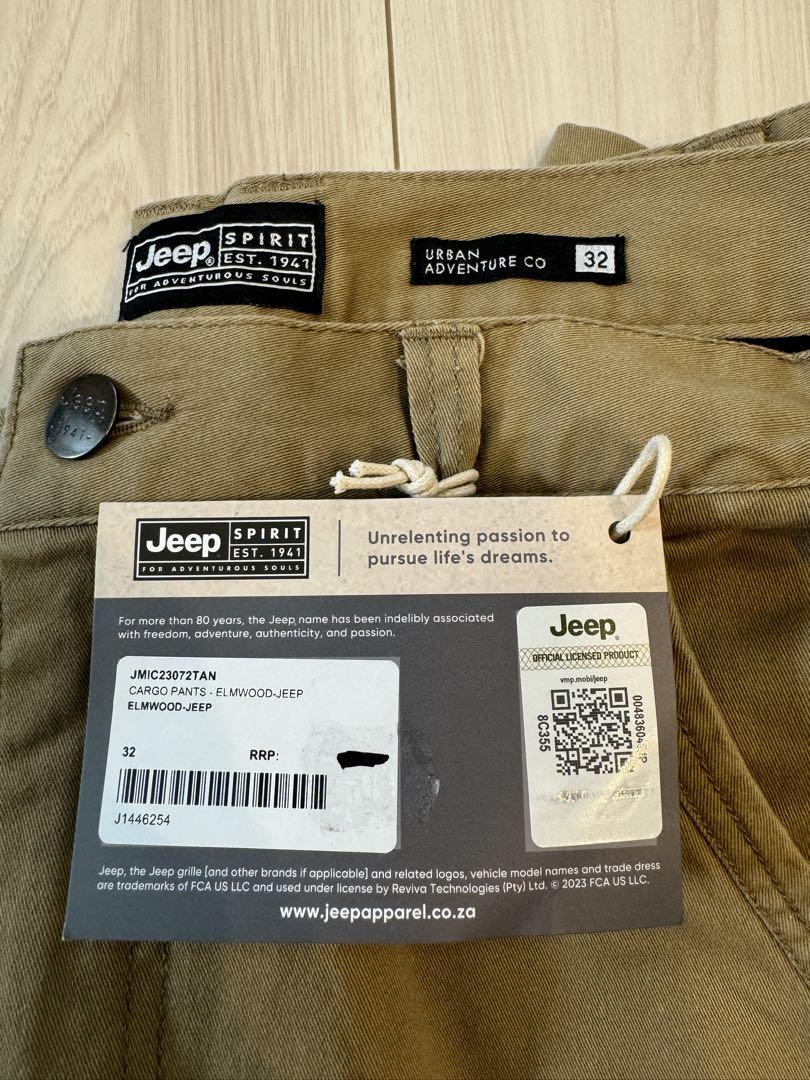 Jeep® SPIRIT
EST. 1941
FOR ADVENTUROUS SOULS
URBAN
ADVENTURE CO
32
Jeep
1941
Jeep SPIRIT
EST. 1941
FOR ADVENTUROUS SOULS
Unrelenting passion to
pursue life's dreams.
For more than 80 years, the Jeep® name has been indelibly associated
with freedom, adventure, authenticity, and passion.
JMIC23072TAN
CARGO PANTS - ELMWOOD-JEEP
ELMWOOD-JEEP
32 RRP:
J1446254
Jeep®
OFFICIAL LICENSED PRODUCT
vmp.mobi/jeep
8C355
Jeep, the Jeep grille [and other brands if applicable] and related logos, vehicle model names and trade dress
are trademarks of FCA US LLC and used under license by Reviva Technologies (Pty) Ltd. © 2023 FCA US LLC.
www.jeepapparel.co.za